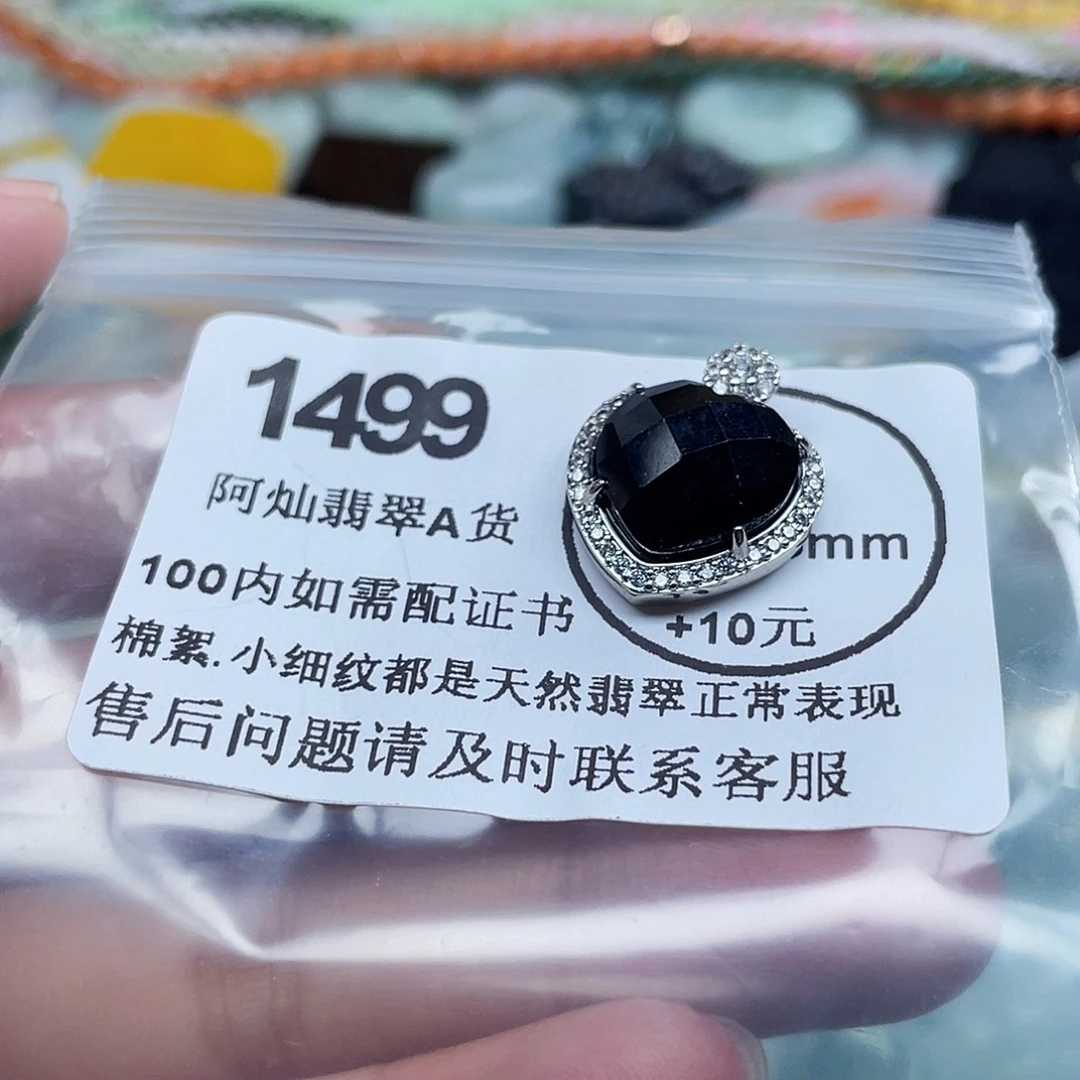 1499
阿灿翡翠A货
mm
100内如需配证书
+10元
棉絮.小细纹都是天然翡翠正常表现
售后问题请及时联系客服